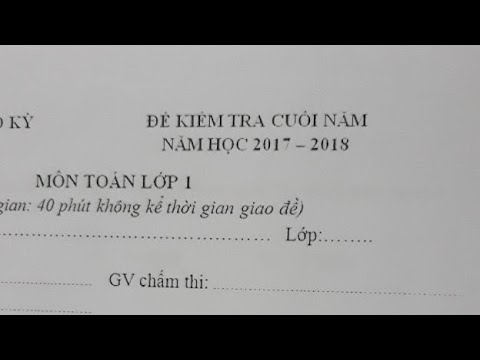 KỲ ĐỀ KIỂM TRA CUỐI NĂM
NĂM HỌC 2017 – 2018
MÔN TOÁN LỚP 1
gian: 40 phút không kể thời gian giao đề)
................................................ Lớp:........
............ GV chấm thi: ........................................